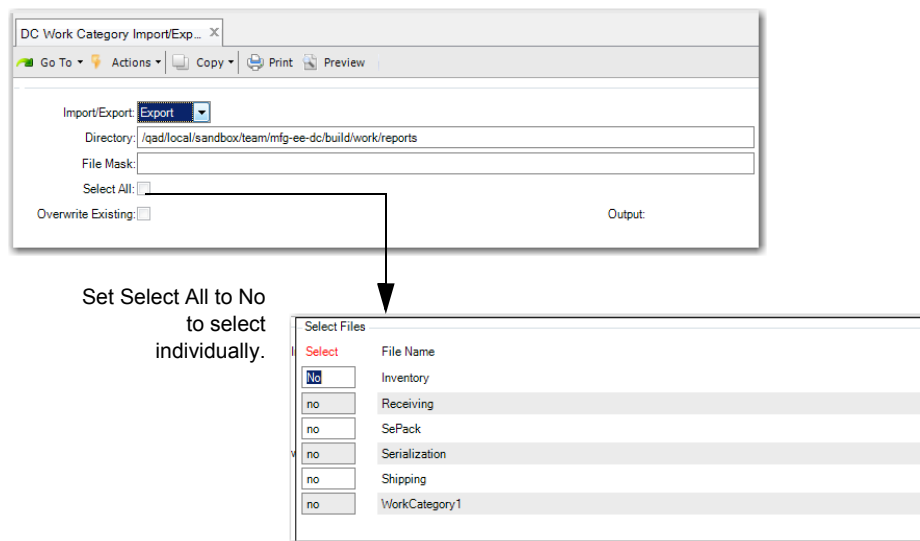 DC Work Category Import/Exp... X
Go To Actions Copy Print Preview
Import/Export: Export
Directory: /qad/local/sandbox/team/mfg-ee-dc/build/work/reports
File Mask:
Select All:
Overwrite Existing: Output:
Set Select All to No
to select
individually.
Select Files
Select File Name
No Inventory
no Receiving
no SePack
no Serialization
no Shipping
no WorkCategory1